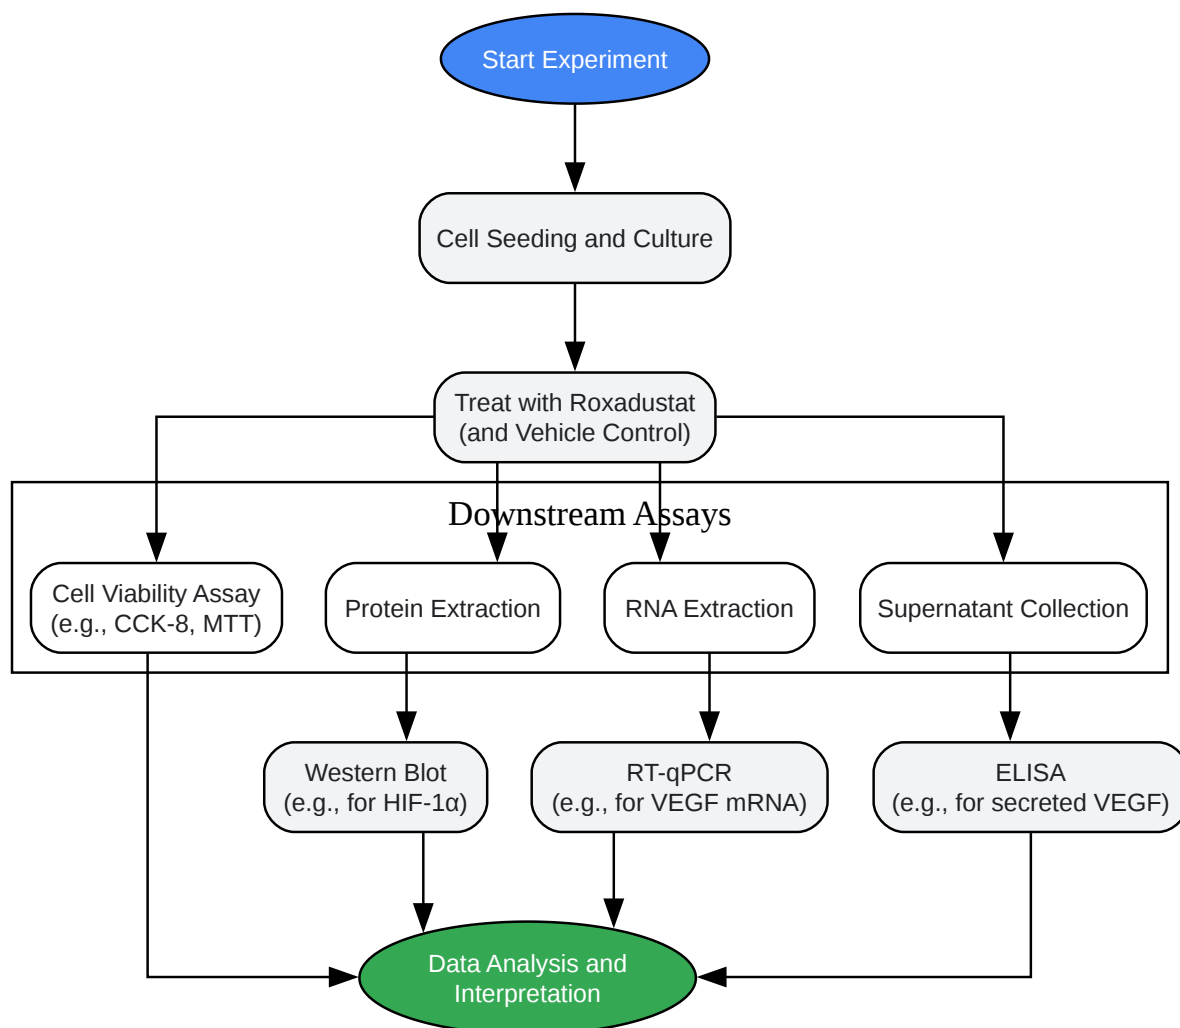 Start Experiment
Cell Seeding and Culture
Treat with Roxadustat
(and Vehicle Control)
Downstream Assays
Cell Viability Assay
(e.g., CCK-8, MTT)
Protein Extraction
RNA Extraction
Supernatant Collection
Western Blot
(e.g., for HIF-1α)
RT-qPCR
(e.g., for VEGF mRNA)
ELISA
(e.g., for secreted VEGF)
Data Analysis and
Interpretation